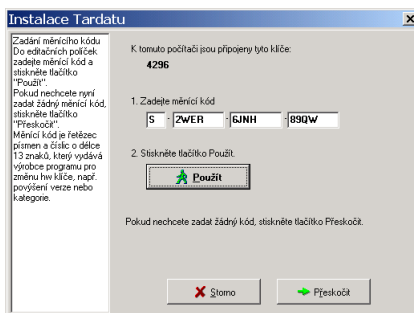 Instalace Tardatu
Zadání měnícího kódu
Do editačních políček
zadejte měnící kód a
stiskněte tlačítko
"Použít".
Pokud nechcete nyní
zadat žádný měnící kód,
stiskněte tlačítko
"Přeskočit".
Měnící kód je řetězec
písmen a číslic o délce
13 znaků, který vydává
výrobce programu pro
změnu hw klíče, např.
povýšení verze nebo
kategorie.
K tomuto počítači jsou připojeny tyto klíče:
4296
1. Zadejte měnící kód
S - 2WER - 6JNH - 89QW
2. Stiskněte tlačítko Použít.
Použít
Pokud nechcete zadat žádný kód, stiskněte tlačítko Přeskočit.
Storno
Přeskočit